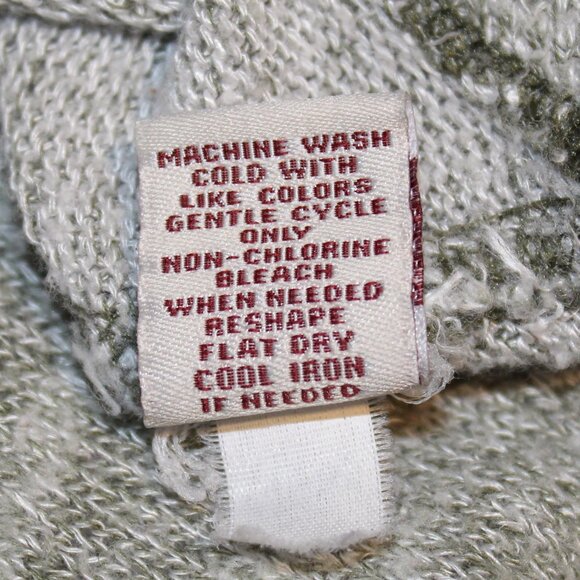 MACHINE WASH
COLD WITH
LIKE COLORS
GENTLE CYCLE
ONLY
NON-CHLORINE
BLEACH
WHEN NEEDED
RESHAPE
FLAT DRY
COOL IRON
IF NEEDED